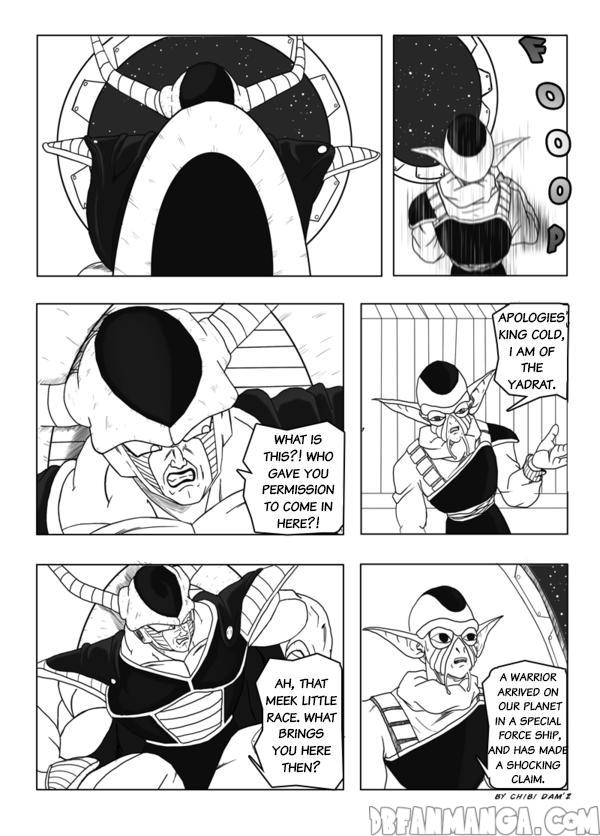 FOOOP
WHAT IS
THIS?! WHO
GAVE YOU
PERMISSION
TO COME IN
HERE?!
APOLOGIES
KING COLD,
I AM OF
THE
YADRAT.
AH, THAT
MEEK LITTLE
RACE. WHAT
BRINGS
YOU HERE
THEN?
A WARRIOR
ARRIVED ON
OUR PLANET
IN A SPECIAL
FORCE SHIP,
AND HAS MADE
A SHOCKING
CLAIM.
BY CHIBI DAM'Z
DBFANMANGA.COM